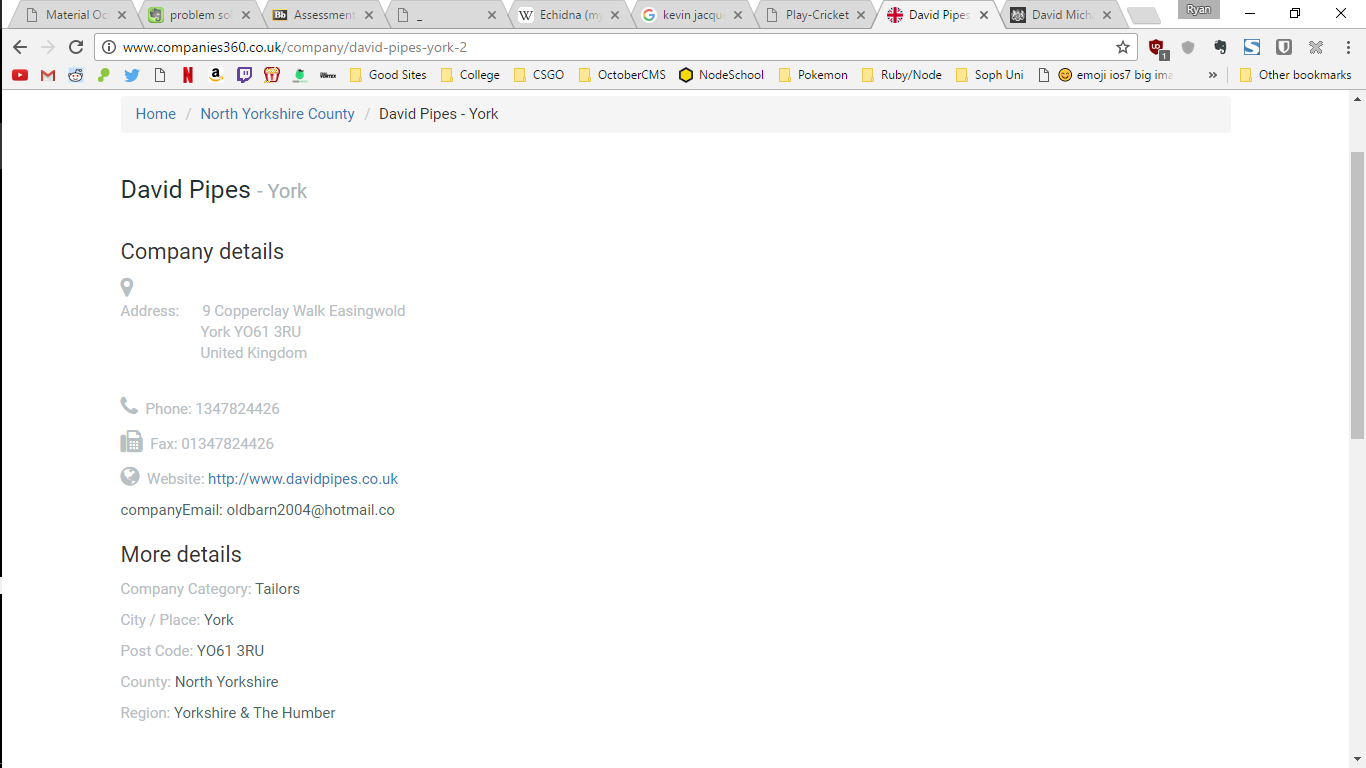 Material Oc
problem sol
Assessment
_
Echidna (my
kevin jacqu
Play-Cricket
David Pipes
David Mich
Ryan
www.companies360.co.uk/company/david-pipes-york-2
Good Sites
College
CSGO
OctoberCMS
NodeSchool
Pokemon
Ruby/Node
Soph Uni
emoji ios7 big ima
» Other bookmarks
Home / North Yorkshire County / David Pipes - York
David Pipes - York
Company details
Address: 9 Copperclay Walk Easingwold
York YO61 3RU
United Kingdom
Phone: 1347824426
Fax: 01347824426
Website: http://www.davidpipes.co.uk
companyEmail: oldbarn2004@hotmail.co
More details
Company Category: Tailors
City / Place: York
Post Code: YO61 3RU
County: North Yorkshire
Region: Yorkshire & The Humber